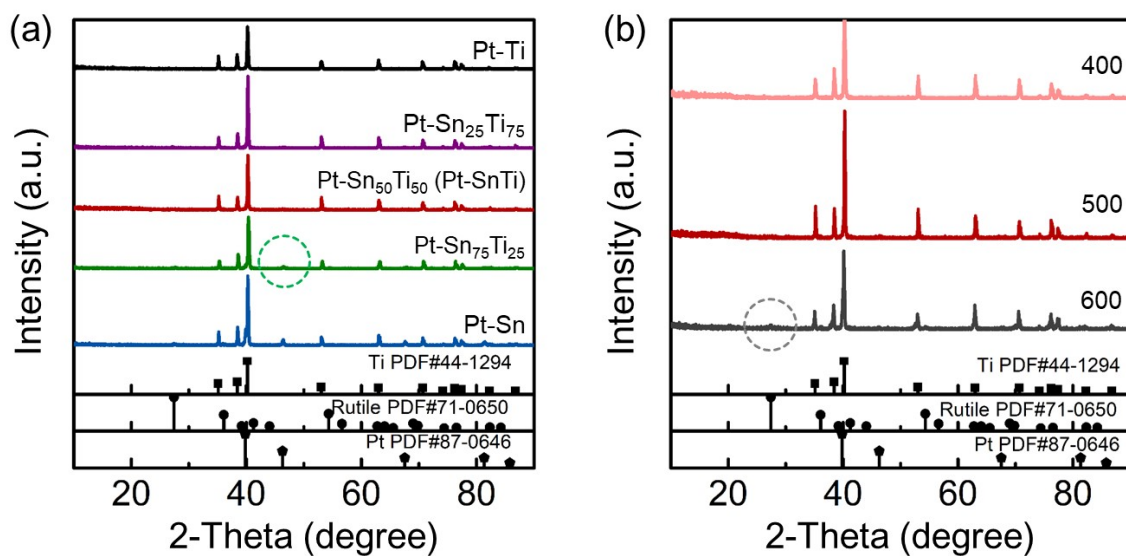 (a)
Intensity (a.u.)
Pt-Ti
Pt-Sn₂₅Ti₇₅
Pt-Sn₅₀Ti₅₀ (Pt-SnTi)
Pt-Sn₇₅Ti₂₅
Pt-Sn
Ti PDF#44-1294
Rutile PDF#71-0650
Pt PDF#87-0646
20 40 60 80
2-Theta (degree)
(b)
Intensity (a.u.)
400
500
600
Ti PDF#44-1294
Rutile PDF#71-0650
Pt PDF#87-0646
20 40 60 80
2-Theta (degree)